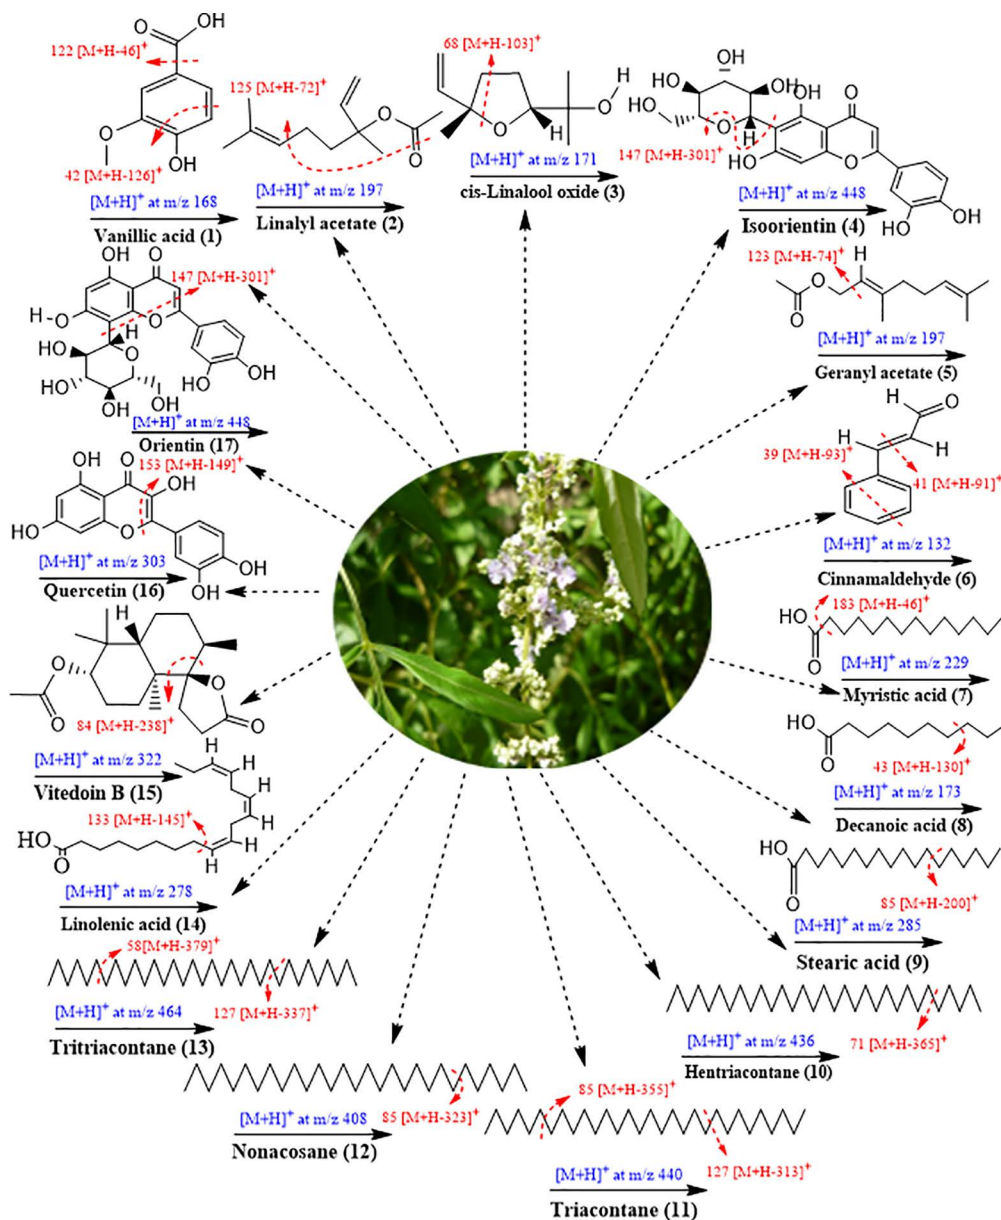 OH
O
122 [M+H-46]⁺
O
OH
42 [M+H-126]⁺
[M+H]⁺ at m/z 168
Vanillic acid (1)
125 [M+H-72]⁺
O
O
[M+H]⁺ at m/z 197
Linalyl acetate (2)
68 [M+H-103]⁺
H
O
O
H
[M+H]⁺ at m/z 171
cis-Linalool oxide (3)
OH
HO
OH
HO
O
H
OH
O
147 [M+H-301]⁺
HO
O
HO
OH
[M+H]⁺ at m/z 448
Isoorientin (4)
123 [M+H-74]⁺
H
O
O
[M+H]⁺ at m/z 197
Geranyl acetate (5)
H
O
H
H
39 [M+H-93]⁺
41 [M+H-91]⁺
[M+H]⁺ at m/z 132
Cinnamaldehyde (6)
183 [M+H-46]⁺
HO
O
[M+H]⁺ at m/z 229
Myristic acid (7)
HO
O
43 [M+H-130]⁺
[M+H]⁺ at m/z 173
Decanoic acid (8)
HO
O
85 [M+H-200]⁺
[M+H]⁺ at m/z 285
Stearic acid (9)
71 [M+H-365]⁺
[M+H]⁺ at m/z 436
Hentriacontane (10)
85 [M+H-355]⁺
127 [M+H-313]⁺
[M+H]⁺ at m/z 440
Triacontane (11)
85 [M+H-323]⁺
[M+H]⁺ at m/z 408
Nonacosane (12)
58[M+H-379]⁺
127 [M+H-337]⁺
[M+H]⁺ at m/z 464
Tritriacontane (13)
H
H
H
H
H
H
133 [M+H-145]⁺
HO
O
[M+H]⁺ at m/z 278
Linolenic acid (14)
H
O
O
O
O
84 [M+H-238]⁺
[M+H]⁺ at m/z 322
Vitedoin B (15)
153 [M+H-149]⁺
OH
O
OH
HO
O
OH
OH
[M+H]⁺ at m/z 303
Quercetin (16)
OH
O
147 [M+H-301]⁺
H-O
O
H
HO
O
OH
OH
HO
H-O
HO
OH
[M+H]⁺ at m/z 448
Orientin (17)